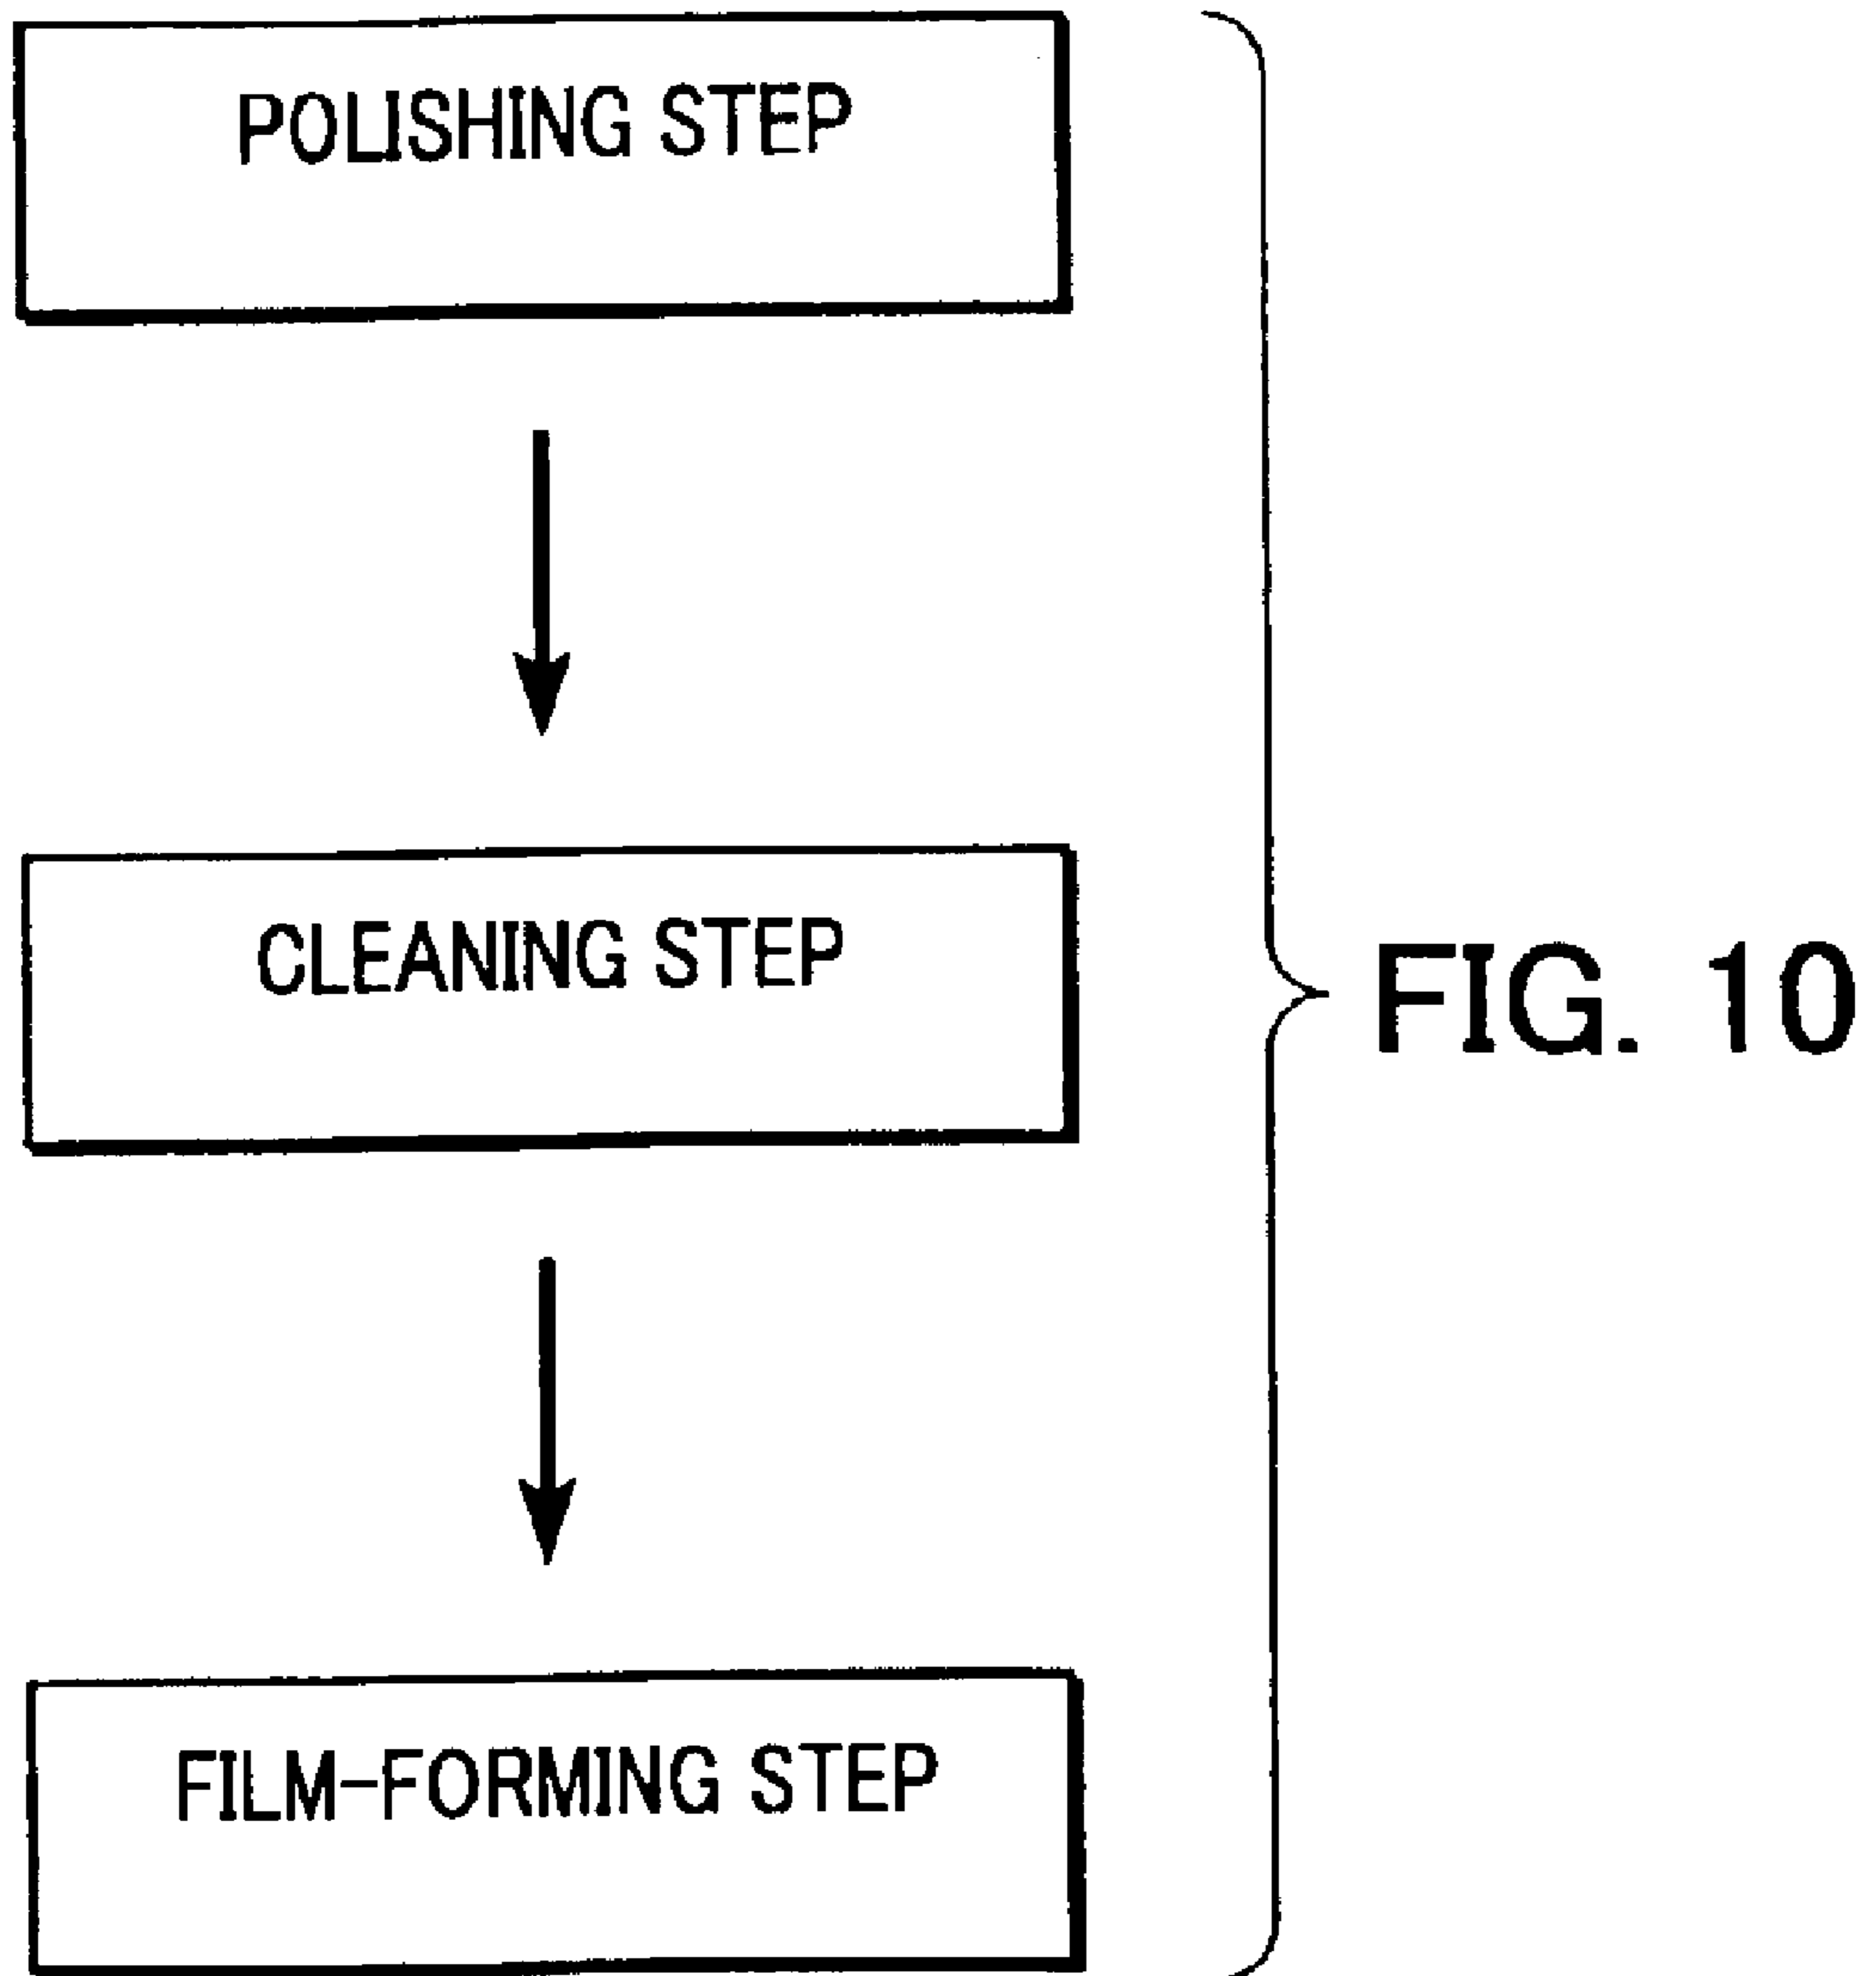 POLISHING STEP
CLEANING STEP
FIG. 10
FILM-FORMING STEP